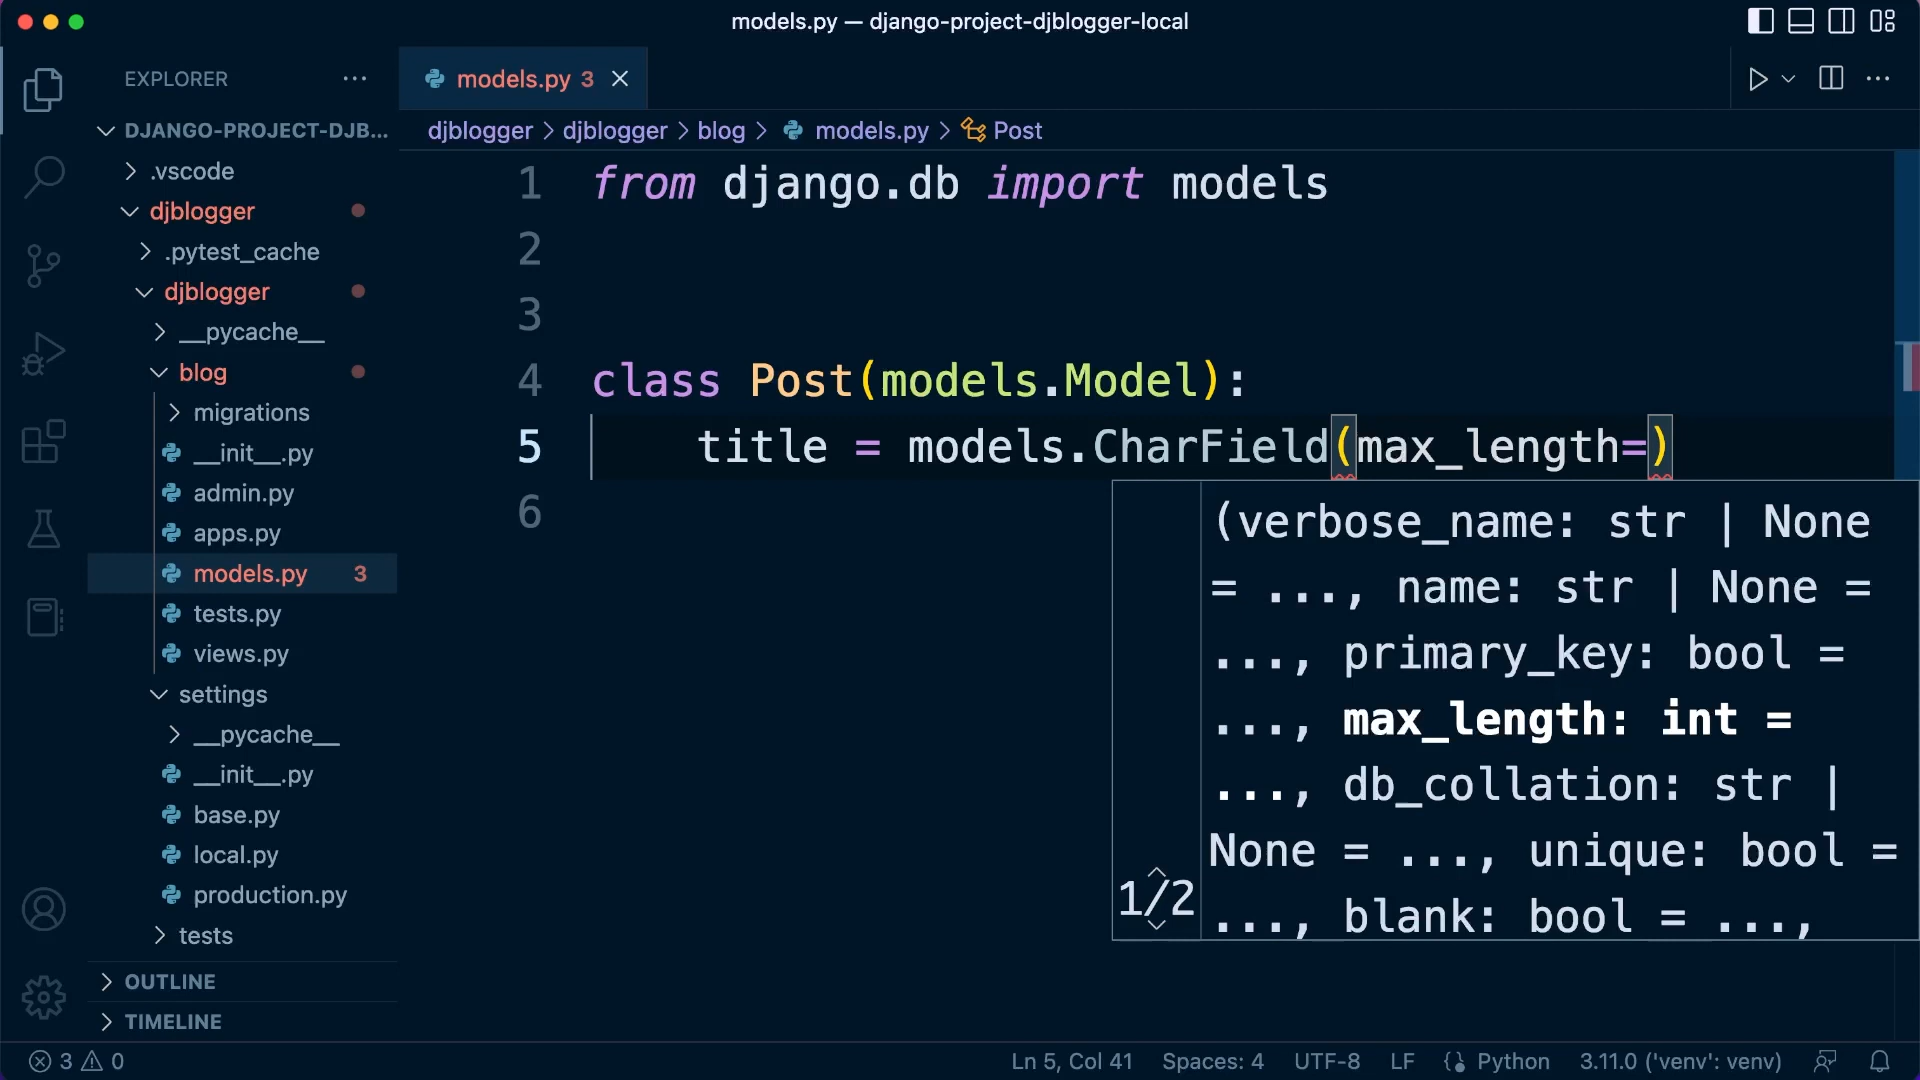 models.py — django-project-djblogger-local
EXPLORER
DJANGO-PROJECT-DJB...
.vscode
djblogger
.pytest_cache
djblogger
__pycache__
blog
migrations
__init__.py
admin.py
apps.py
models.py 3
tests.py
views.py
settings
__pycache__
__init__.py
base.py
local.py
production.py
tests
OUTLINE
TIMELINE
models.py 3
djblogger > djblogger > blog > models.py > Post
1 from django.db import models
2
3
4 class Post(models.Model):
5 title = models.CharField(max_length=)
6
(verbose_name: str | None
= ..., name: str | None =
..., primary_key: bool =
..., max_length: int =
..., db_collation: str |
None = ..., unique: bool =
..., blank: bool = ...,
1/2
3 0
Ln 5, Col 41 Spaces: 4 UTF-8 LF Python 3.11.0 ('venv': venv)